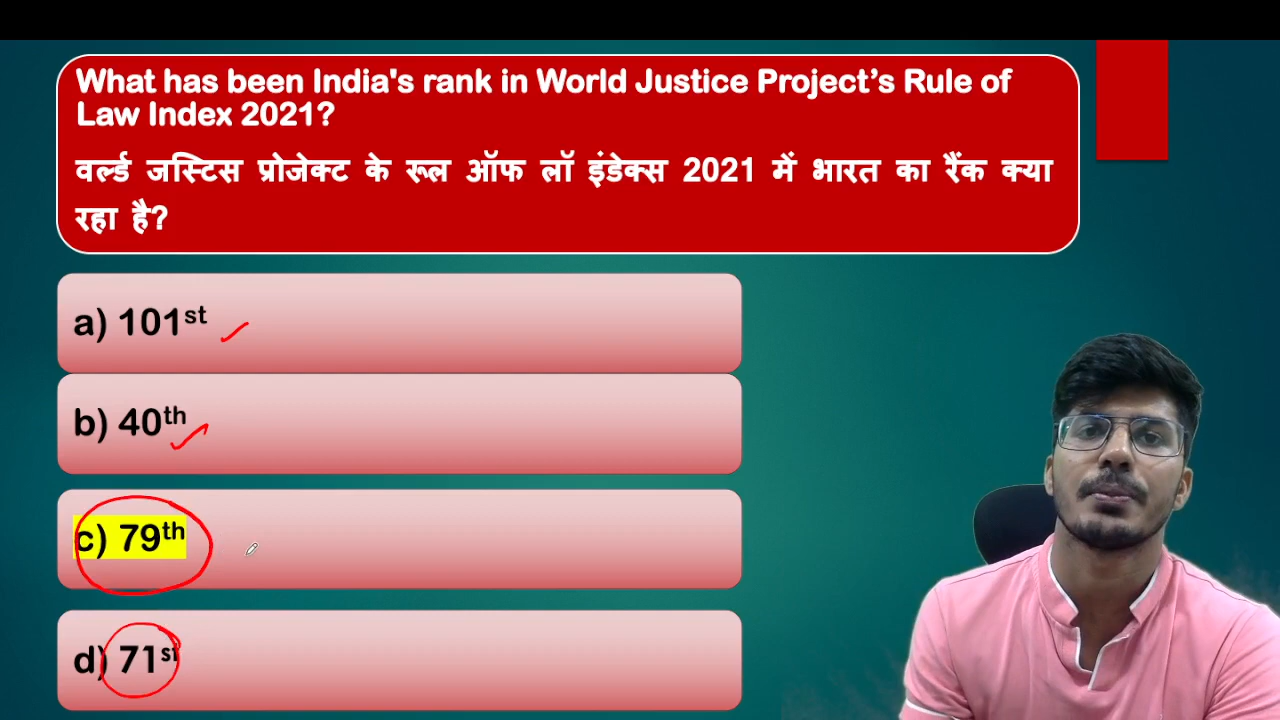 What has been India's rank in World Justice Project’s Rule of
Law Index 2021?
वर्ल्ड जस्टिस प्रोजेक्ट के रूल ऑफ लॉ इंडेक्स 2021 में भारत का रैंक क्या
रहा है?
a) 101st
b) 40th
c) 79th
d) 71st